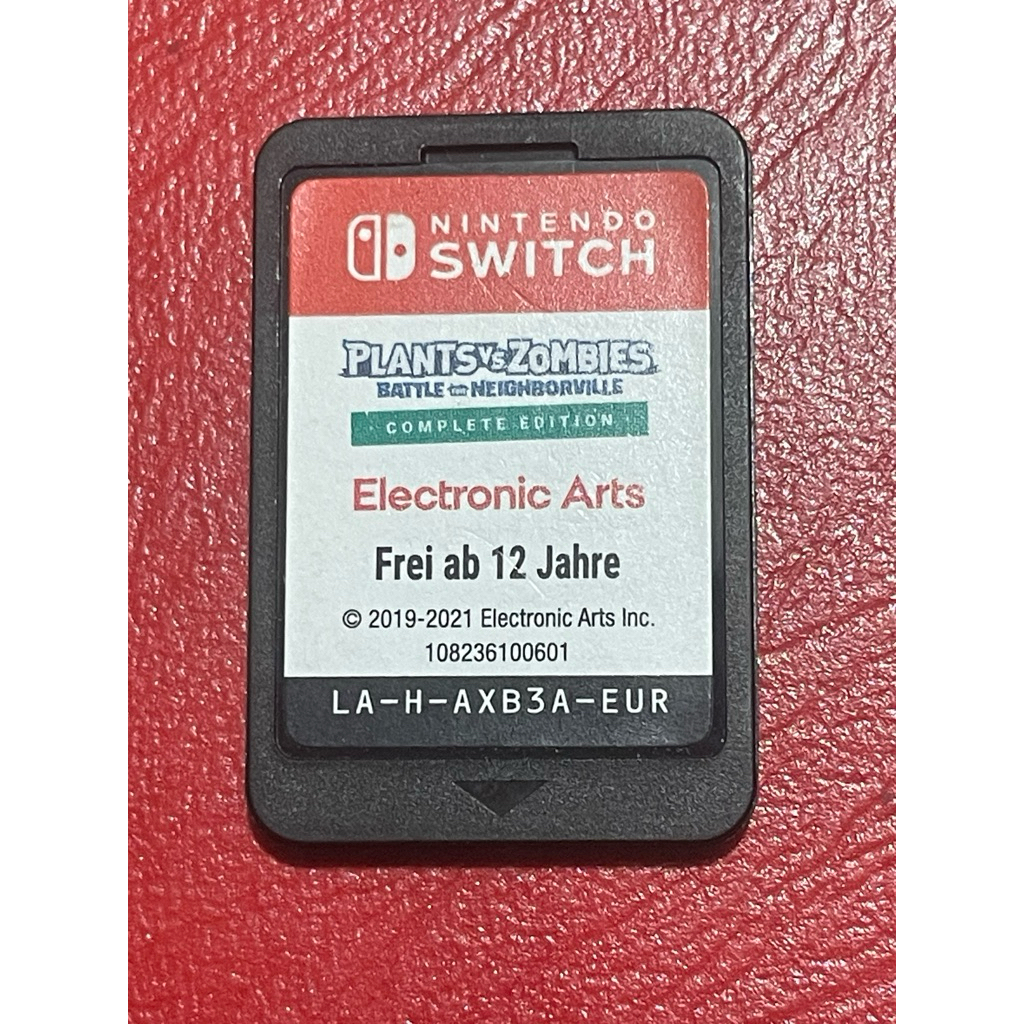 NINTENDO
SWITCH
PLANTS VS ZOMBIES
BATTLE FOR NEIGHBORVILLE
COMPLETE EDITION
Electronic Arts
Frei ab 12 Jahre
© 2019-2021 Electronic Arts Inc.
108236100601
LA-H-AXB3A-EUR